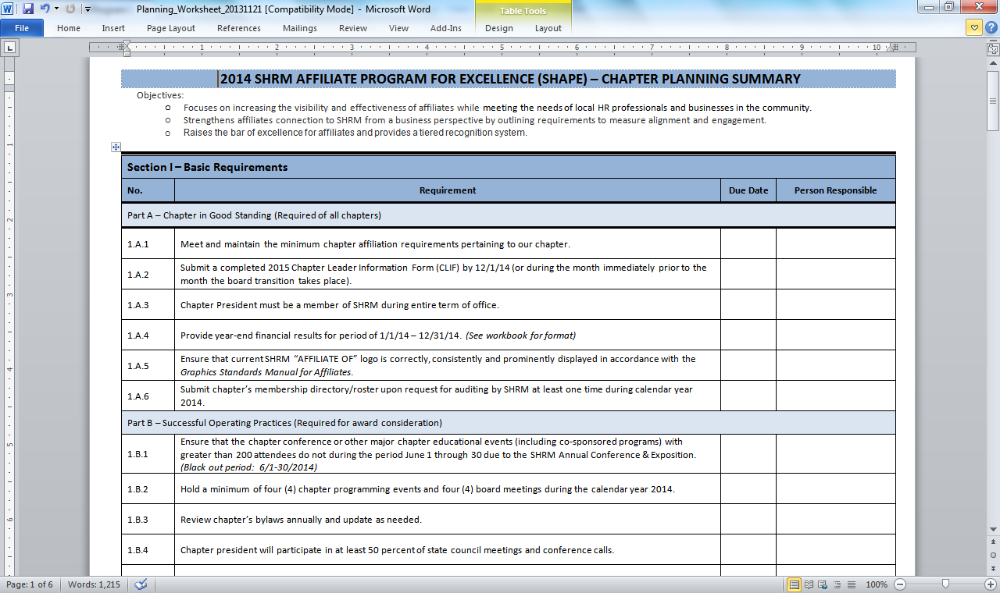 Planning_Worksheet_20131121 [Compatibility Mode] - Microsoft Word
Table Tools
File Home Insert Page Layout References Mailings Review View Add-Ins Design Layout
1 2 3 4 5 6 7 8 9 10
2014 SHRM AFFILIATE PROGRAM FOR EXCELLENCE (SHAPE) – CHAPTER PLANNING SUMMARY
Objectives:
o Focuses on increasing the visibility and effectiveness of affiliates while meeting the needs of local HR professionals and businesses in the community.
o Strengthens affiliates connection to SHRM from a business perspective by outlining requirements to measure alignment and engagement.
o Raises the bar of excellence for affiliates and provides a tiered recognition system.
Section I – Basic Requirements
No. Requirement Due Date Person Responsible
Part A – Chapter in Good Standing (Required of all chapters)
1.A.1 Meet and maintain the minimum chapter affiliation requirements pertaining to our chapter.
1.A.2 Submit a completed 2015 Chapter Leader Information Form (CLIF) by 12/1/14 (or during the month immediately prior to the
month the board transition takes place).
1.A.3 Chapter President must be a member of SHRM during entire term of office.
1.A.4 Provide year-end financial results for period of 1/1/14 – 12/31/14. (See workbook for format)
1.A.5 Ensure that current SHRM “AFFILIATE OF” logo is correctly, consistently and prominently displayed in accordance with the
Graphics Standards Manual for Affiliates.
1.A.6 Submit chapter’s membership directory/roster upon request for auditing by SHRM at least one time during calendar year
2014.
Part B – Successful Operating Practices (Required for award consideration)
1.B.1 Ensure that the chapter conference or other major chapter educational events (including co-sponsored programs) with
greater than 200 attendees do not during the period June 1 through 30 due to the SHRM Annual Conference & Exposition.
(Black out period: 6/1-30/2014)
1.B.2 Hold a minimum of four (4) chapter programming events and four (4) board meetings during the calendar year 2014.
1.B.3 Review chapter’s bylaws annually and update as needed.
1.B.4 Chapter president will participate in at least 50 percent of state council meetings and conference calls.
1
2
3
4
5
6
Page: 1 of 6 Words: 1,215 100%